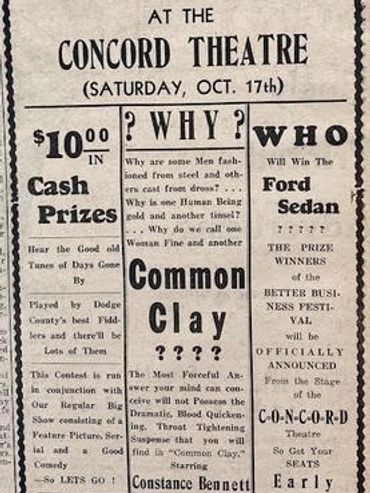 AT THE
CONCORD THEATRE
(SATURDAY, OCT. 17th)
$10.00
IN
Cash
Prizes
Hear the Good old
Tunes of Days Gone
By
Played by Dodge
County's best Fidd-
lers and there'll be
Lots of Them
This Contest is run
in conjunction with
Our Regular Big
Show consisting of a
Feature Picture, Ser-
ial and a Good
Comedy
—So LETS GO !
? WHY ?
Why are some Men fash-
ioned from steel and oth-
ers cast from dross? . . .
Why is one Human Being
gold and another tinsel?
. . . Why do we call one
Woman Fine and another
Common
Clay
? ? ? ?
The Most Forceful An-
swer your mind can con-
ceive will not Possess the
Dramatic, Blood Quicken-
ing, Throat Tightening
Suspense that you will
find in "Common Clay."
Starring
Constance Bennett
WHO
Will Win The
Ford
Sedan
? ? ? ? ?
THE PRIZE
WINNERS
of the
BETTER BUSI-
NESS FESTI-
VAL
will be
OFFICIALLY
ANNOUNCED
From the Stage
of the
C-O-N-C-O-R-D
Theatre
So Get Your
SEATS
Early